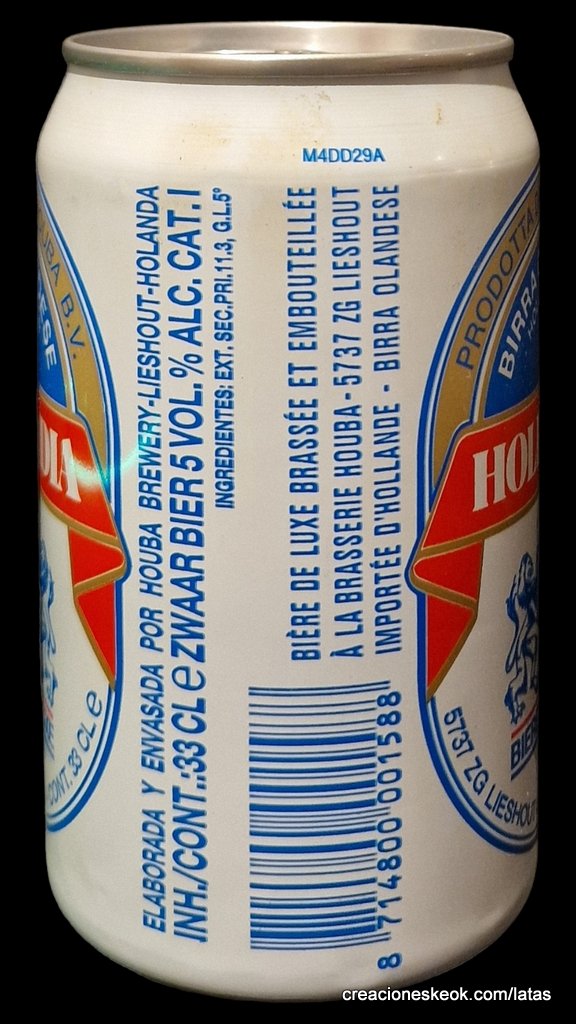 M4DD29A
ELABORADA Y ENVASADA POR HOUBA BREWERY-LIESHOUT-HOLANDA
INH./CONT.:33 CL e ZWAAR BIER 5 VOL.% ALC. CAT. I
INGREDIENTES: EXT. SEC.PRI.11.3, G.L.5°
BIÈRE DE LUXE BRASSÉE ET EMBOUTEILLÉE
À LA BRASSERIE HOUBA-5737 ZG LIESHOUT
IMPORTÉE D'HOLLANDE - BIRRA OLANDESE
8 714800 001588
UBA B.V.
ESE
DIA
CONT. 33 CL e
PRODOTTA
BIRRA
HOL
BIER
5737 ZG LIESHOUT
creacioneskeok.com/latas